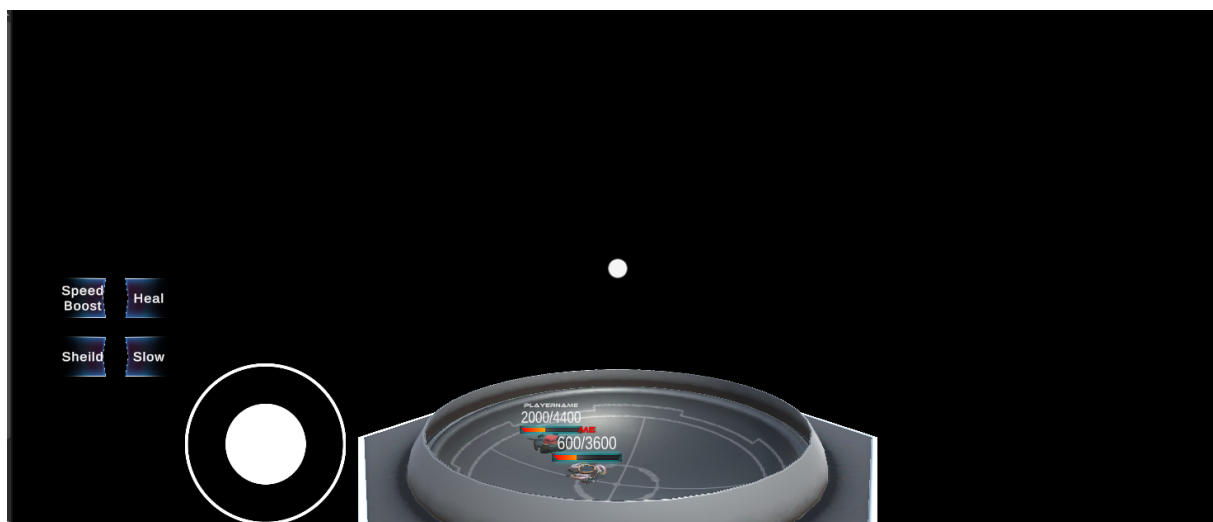 Speed
Boost
Heal
Sheild
Slow
PLAYERNAME
2000/4400
600/3600